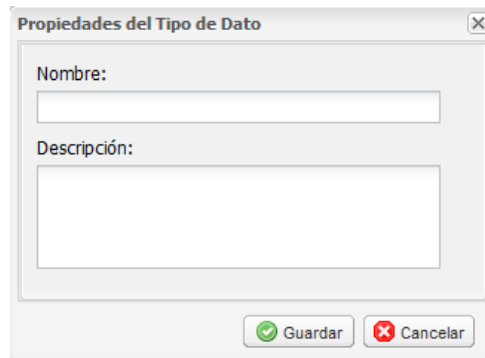 Propiedades del Tipo de Dato
Nombre:
Descripción:
Guardar Cancelar